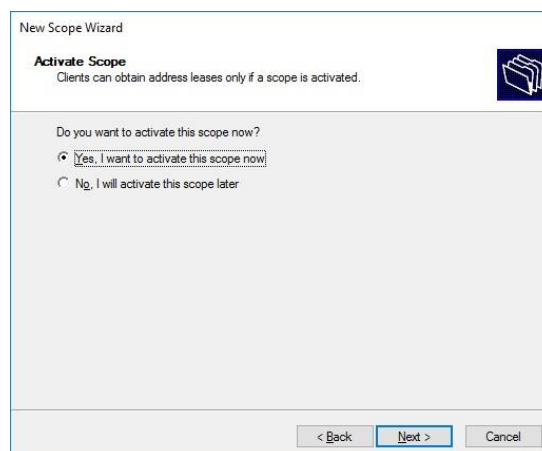 New Scope Wizard
Activate Scope
Clients can obtain address leases only if a scope is activated.
Do you want to activate this scope now?
Yes, I want to activate this scope now
No, I will activate this scope later
< Back
Next >
Cancel